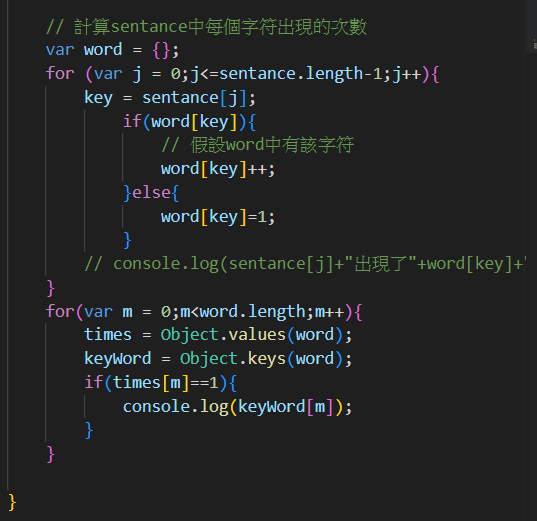 // 計算sentance中每個字符出現的次數
var word = {};
for (var j = 0;j<=sentance.length-1;j++){
key = sentance[j];
if(word[key]){
// 假設word中有該字符
word[key]++;
}else{
word[key]=1;
}
// console.log(sentance[j]+"出現了"+word[key]+"
}
for(var m = 0;m<word.length;m++){
times = Object.values(word);
keyWord = Object.keys(word);
if(times[m]==1){
console.log(keyWord[m]);
}
}
}